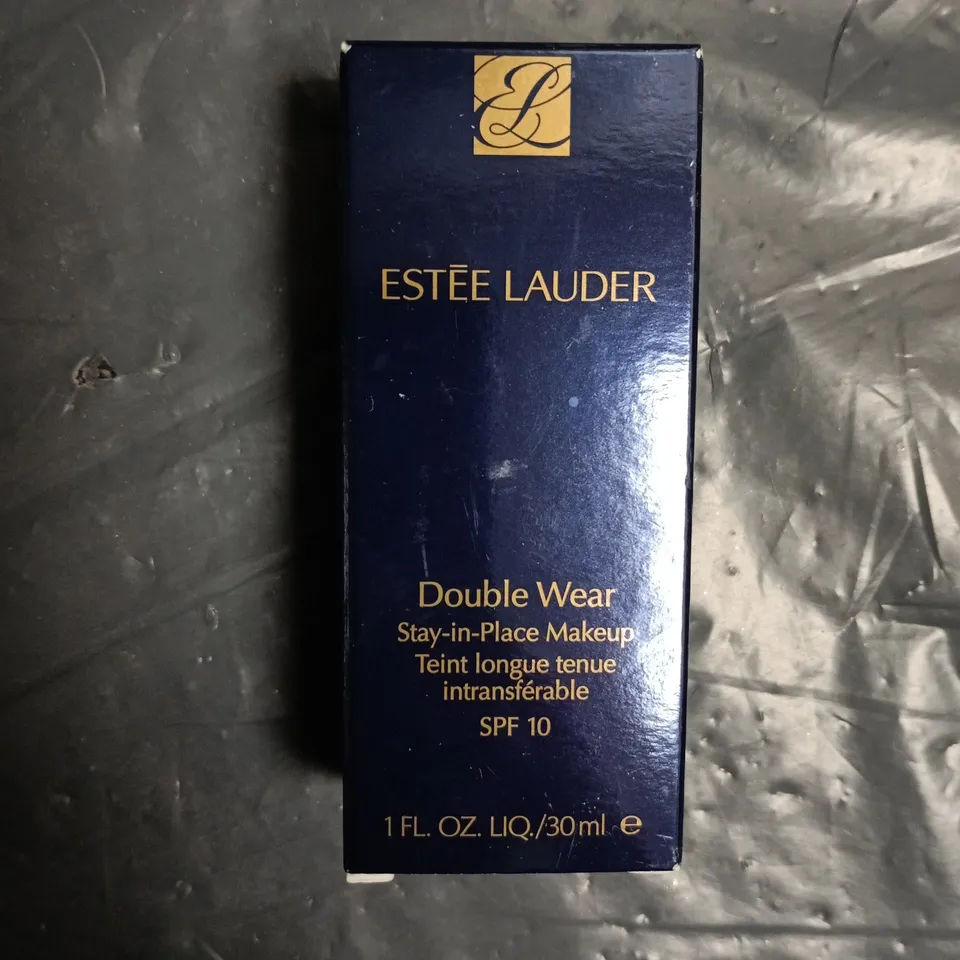 EL
ESTĒE LAUDER
Double Wear
Stay-in-Place Makeup
Teint longue tenue
intransférable
SPF 10
1 FL. OZ. LIQ./30ml ℮